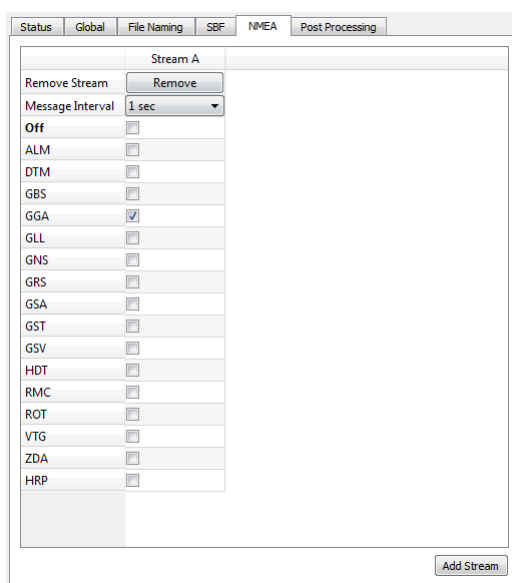 Status Global File Naming SBF NMEA Post Processing
Stream A
Remove Stream Remove
Message Interval 1 sec
Off
ALM
DTM
GBS
GGA
GLL
GNS
GRS
GSA
GST
GSV
HDT
RMC
ROT
VTG
ZDA
HRP
Add Stream